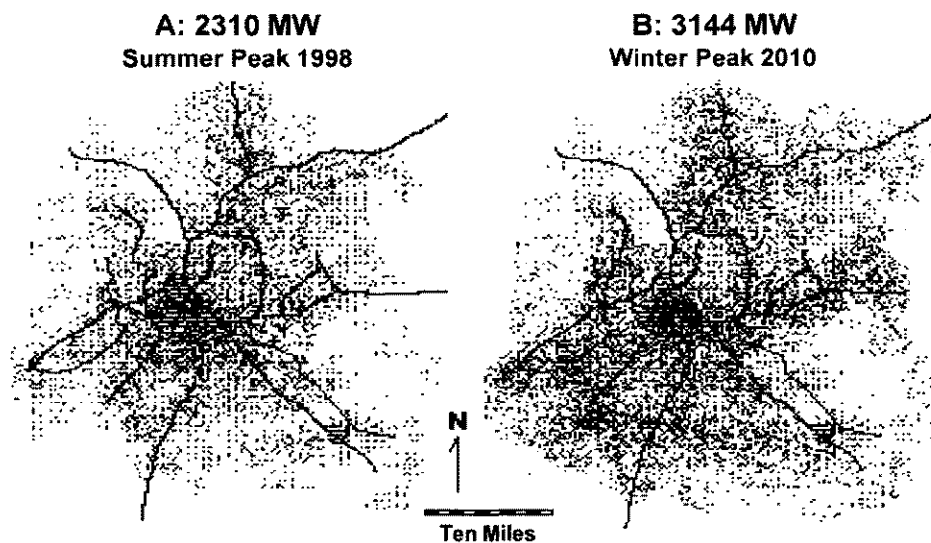 A: 2310 MW
Summer Peak 1998
B: 3144 MW
Winter Peak 2010
N
Ten Miles